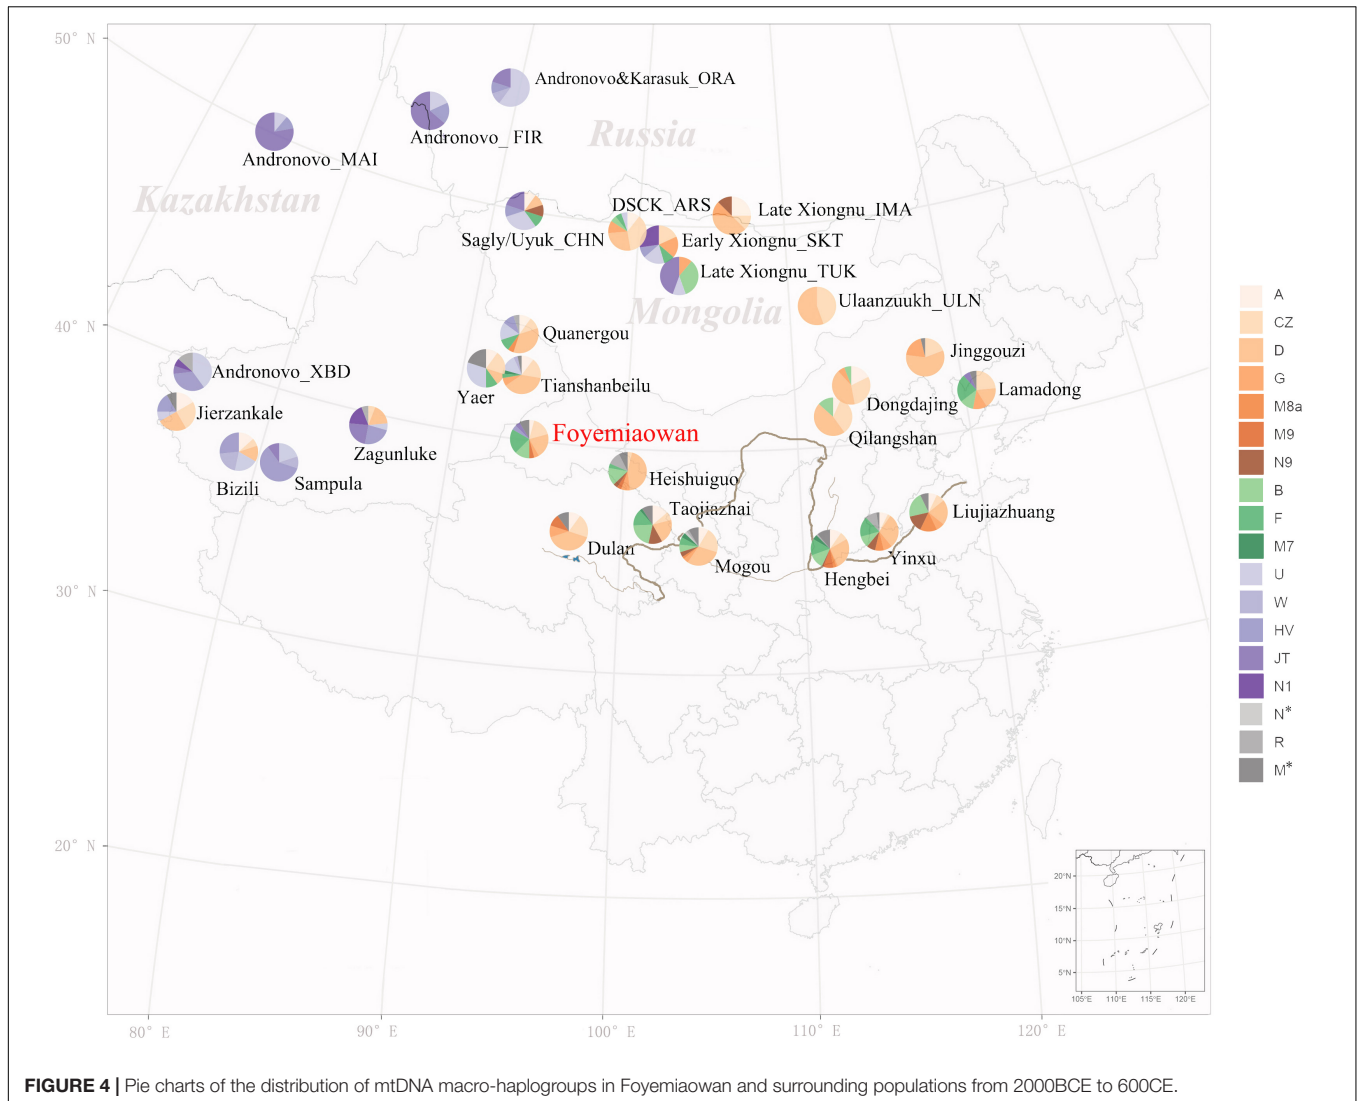 50° N
Andronovo&Karasuk_ORA
Andronovo_ FIR
Russia
Andronovo_MAI
Kazakhstan
DSCK_ARS
Late Xiongnu_IMA
Sagly/Uyuk_CHN
Early Xiongnu_SKT
Late Xiongnu_TUK
Ulaanzuukh_ULN
Mongolia
40° N
Quanergou
Jinggouzi
Andronovo_XBD
Tianshanbeilu
Yaer
Lamadong
Dongdajing
Jierzankale
Qilangshan
Foyemiaowan
Zagunluke
Bizili
Sampula
Heishuiguo
Taojiazhai
Liujiazhuang
Dulan
Mogou
Yinxu
Hengbei
30° N
20° N
A
CZ
D
G
M8a
M9
N9
B
F
M7
U
W
HV
JT
N1
N*
R
M*
20°N
15°N
10°N
5°N
105°E 110°E 115°E 120°E
80° E 90° E 100° E 110° E 120° E
FIGURE 4 | Pie charts of the distribution of mtDNA macro-haplogroups in Foyemiaowan and surrounding populations from 2000BCE to 600CE.